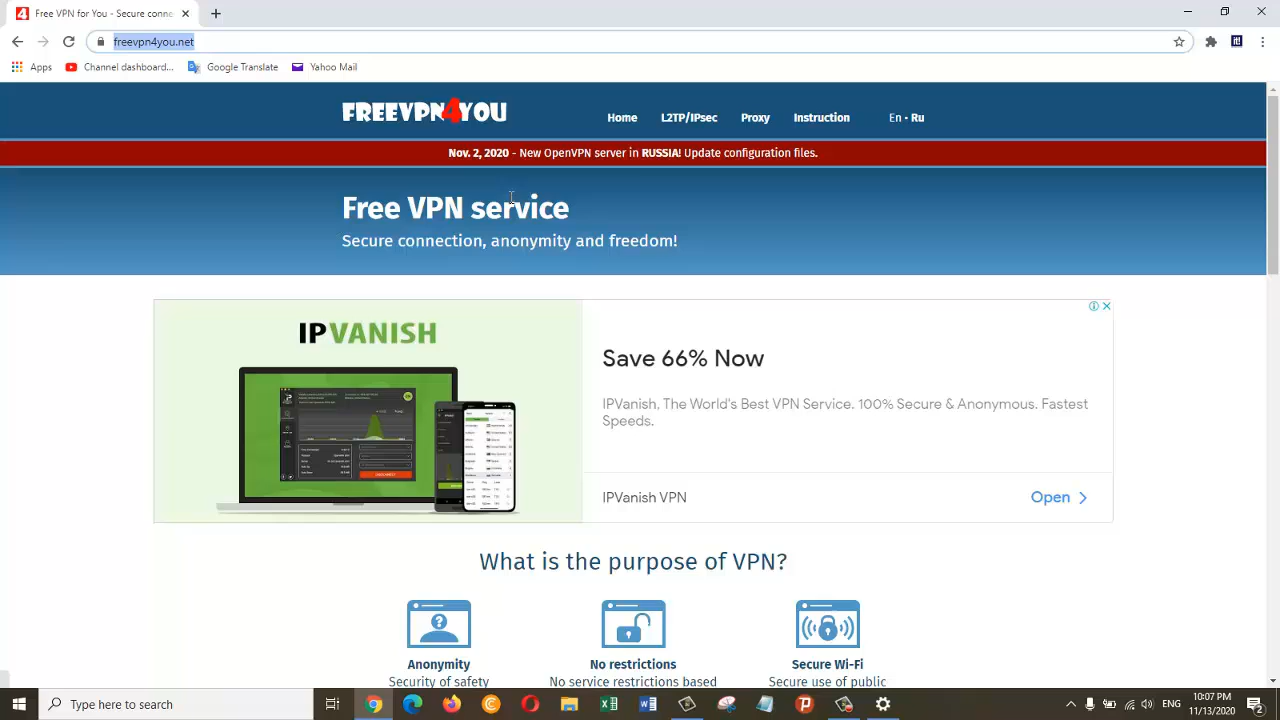 Free VPN for You - Secure conne
freevpn4you.net
Apps
Channel dashboard...
Google Translate
Yahoo Mail
FREEVPN4YOU
Home
L2TP/IPsec
Proxy
Instruction
En - Ru
Nov. 2, 2020 - New OpenVPN server in RUSSIA! Update configuration files.
Free VPN service
Secure connection, anonymity and freedom!
IPVANISH
Save 66% Now
IPVanish, The World's Best VPN Service. 100% Secure & Anonymous. Fastest
Speeds.
IPVanish VPN
Open
What is the purpose of VPN?
Anonymity
No restrictions
Secure Wi-Fi
Security of safety
No service restrictions based
Secure use of public
Type here to search
ENG
10:07 PM
11/13/2020
2